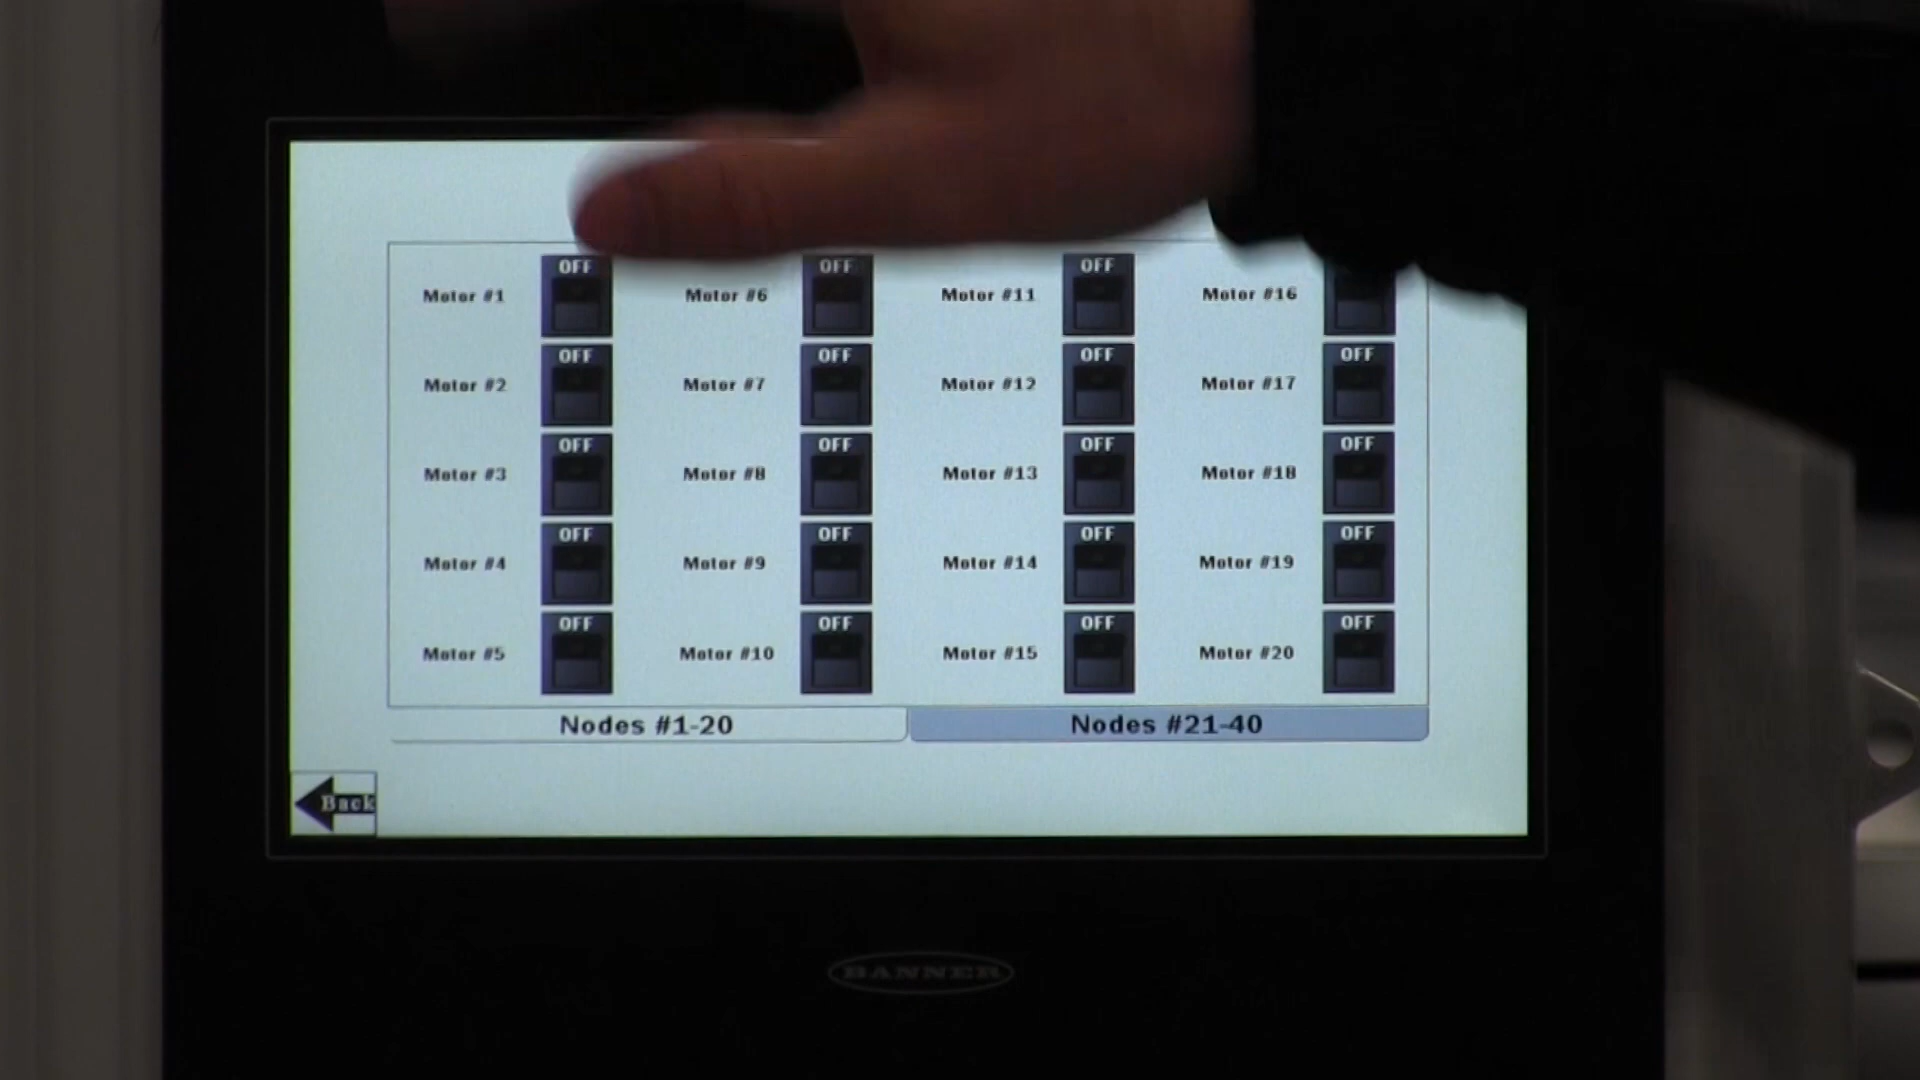 OFF OFF OFF
Motor #1 Motor #6 Motor #11 Motor #16
OFF OFF OFF OFF
Motor #2 Motor #7 Motor #12 Motor #17
OFF OFF OFF OFF
Motor #3 Motor #8 Motor #13 Motor #18
OFF OFF OFF OFF
Motor #4 Motor #9 Motor #14 Motor #19
OFF OFF OFF OFF
Motor #5 Motor #10 Motor #15 Motor #20
Nodes #1-20 Nodes #21-40
Back
BANNER